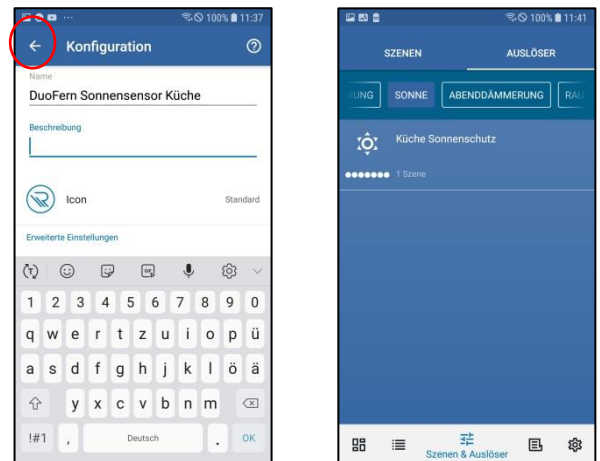 100% 11:37
Konfiguration
Name
DuoFern Sonnensensor Küche
Beschreibung
Icon
Standard
Erweiterte Einstellungen
1 2 3 4 5 6 7 8 9 0
q w e r t z u i o p ü
a s d f g h j k l ö ä
y x c v b n m
!#1 , Deutsch . OK
100% 11:41
SZENEN AUSLÖSER
RUNG SONNE ABENDDÄMMERUNG RAU
Küche Sonnenschutz
1 Szene
Szenen & Auslöser